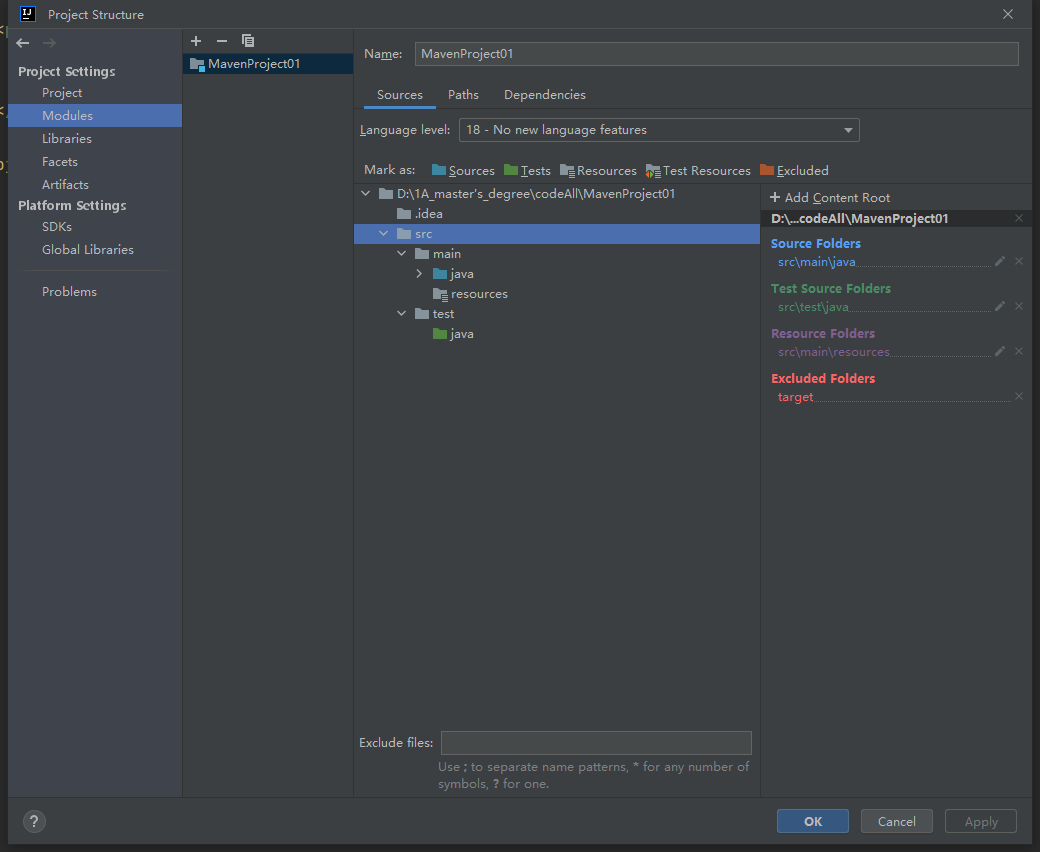 Project Structure
Project Settings
Project
Modules
Libraries
Facets
Artifacts
Platform Settings
SDKs
Global Libraries
Problems
MavenProject01
Name: MavenProject01
Sources Paths Dependencies
Language level: 18 - No new language features
Mark as: Sources Tests Resources Test Resources Excluded
D:\1A_master's_degree\codeAll\MavenProject01
.idea
src
main
java
resources
test
java
Add Content Root
D:\...codeAll\MavenProject01
Source Folders
src\main\java
Test Source Folders
src\test\java
Resource Folders
src\main\resources
Excluded Folders
target
Exclude files:
Use ; to separate name patterns, * for any number of
symbols, ? for one.
? OK Cancel Apply